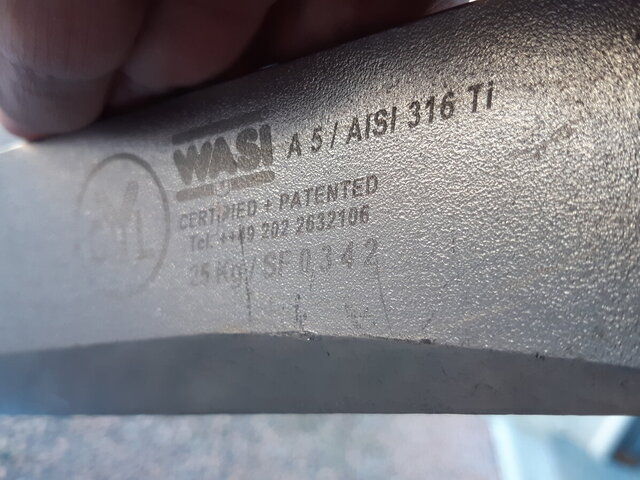 WASI A 5 / AISI 316 Ti
CERTIFIED + PATENTED
Tel. ++49 202 2632106
25 Kg / SF 0 3 4 2